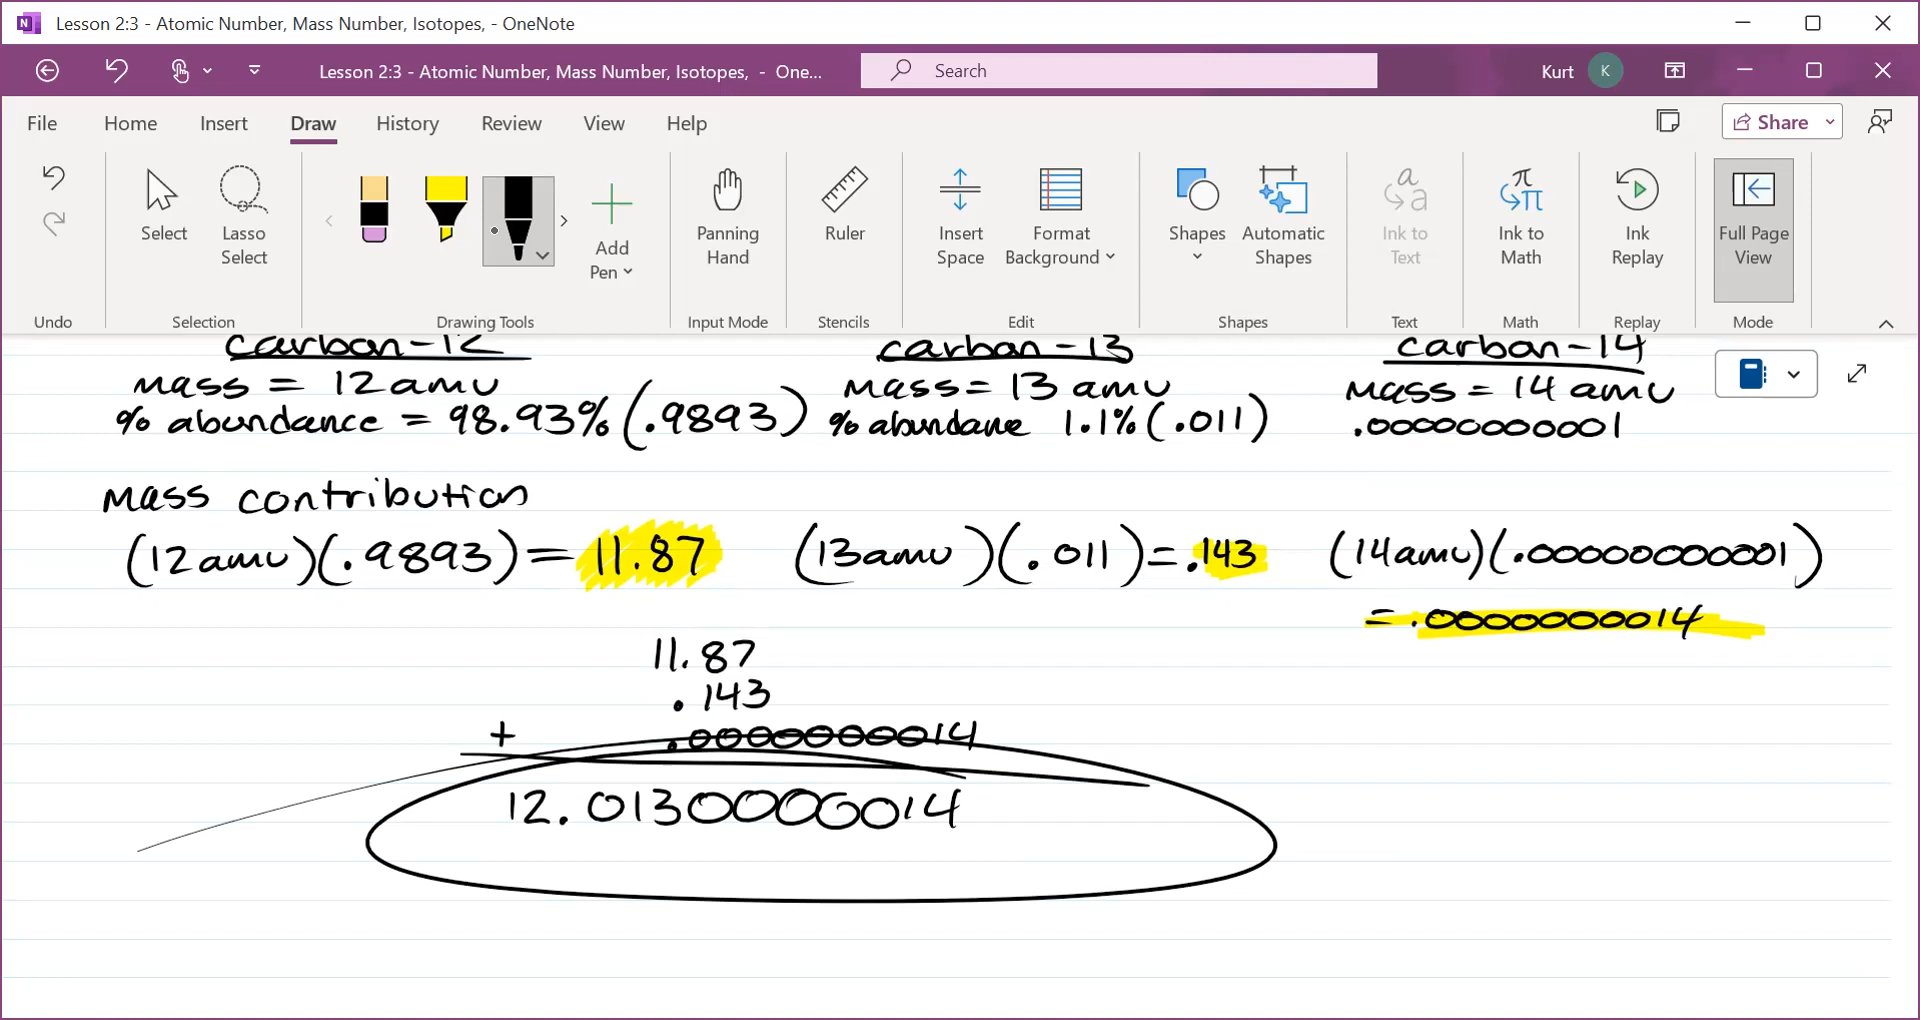 Lesson 2:3 - Atomic Number, Mass Number, Isotopes, - OneNote
Lesson 2:3 - Atomic Number, Mass Number, Isotopes, - One...
Search
Kurt K
File Home Insert Draw History Review View Help
Share
Select
Lasso Select
Add Pen
Panning Hand
Ruler
Insert Space
Format Background
Shapes
Automatic Shapes
Ink to Text
Ink to Math
Ink Replay
Full Page View
Undo Selection Drawing Tools Input Mode Stencils Edit Shapes Text Math Replay Mode
carbon-12 carbon-13 carbon-14
mass = 12 amu mass = 13 amu mass = 14 amu
% abundance = 98.93% (.9893) % abundane 1.1% (.011) .00000000001
Mass contribution
(12amu)(.9893) = 11.87 (13amu)(.011) = .143 (14amu)(.00000000001)
= .0000000014
11.87
.143
+ .0000000014
12.0130000014